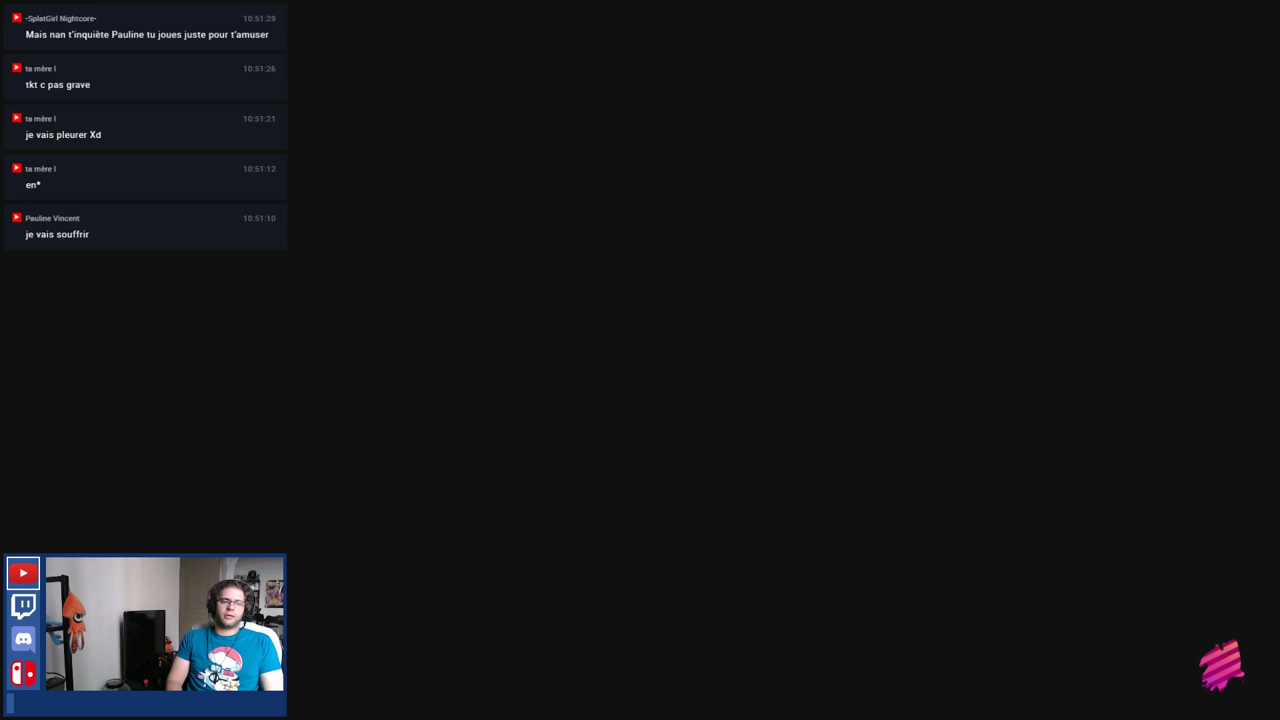 -SplatGirl Nightcore-
10:51:29
Mais nan t'inquiète Pauline tu joues juste pour t'amuser
ta mère l
10:51:26
tkt c pas grave
ta mère l
10:51:21
je vais pleurer Xd
ta mère l
10:51:12
en*
Pauline Vincent
10:51:10
je vais souffrir